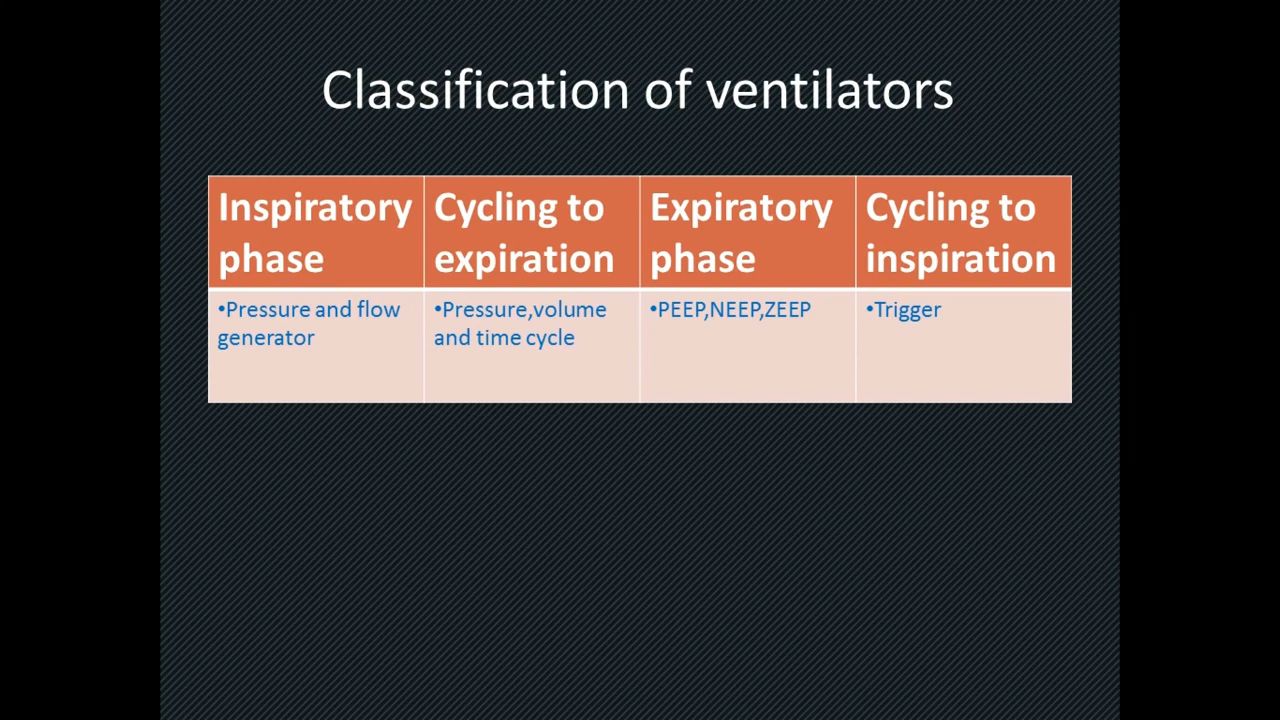 Classification of ventilators
Inspiratory phase
Cycling to expiration
Expiratory phase
Cycling to inspiration
•Pressure and flow generator
•Pressure,volume and time cycle
•PEEP,NEEP,ZEEP
•Trigger